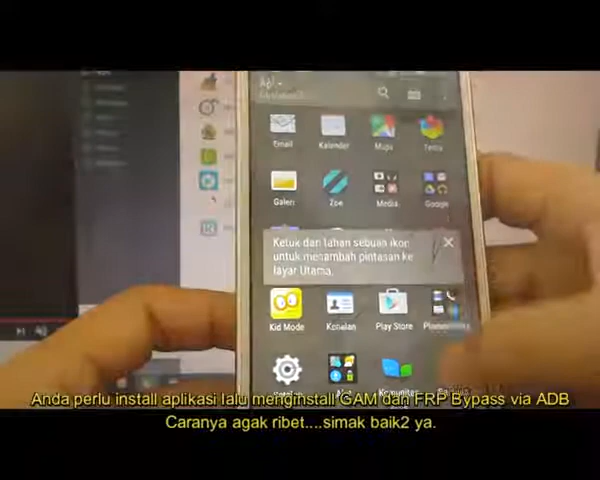 Email
Kalender
Maps
Tema
Galeri
Zoe
Media
Google
Ketuk dan tahan sebuah ikon
untuk menambah pintasan ke
layar Utama.
Kid Mode
Kontak
Play Store
Komunitas
Anda perlu install aplikasi lalu menginstall GAM dan FRP Bypass via ADB
Caranya agak ribet....simak baik2 ya.